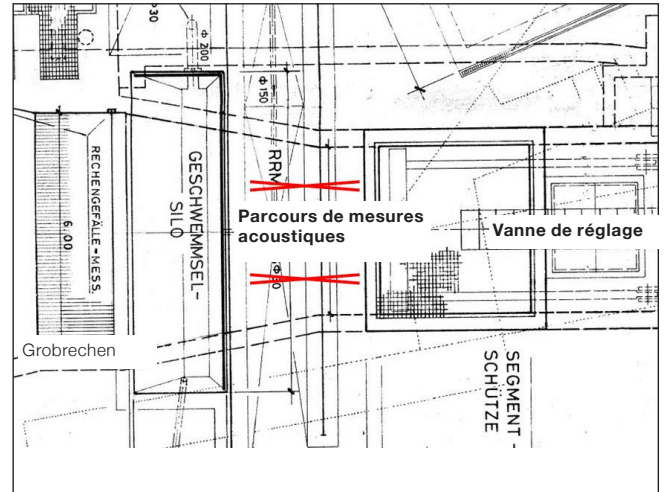 Φ30
Φ 200
Φ 150
RRM
GESCHWEMMSEL-
SILO
RECHENGEFÄLLE-MESS.
6.00
Parcours de mesures
acoustiques
Vanne de réglage
Grobrechen
SEGMENT-
SCHÜTZE